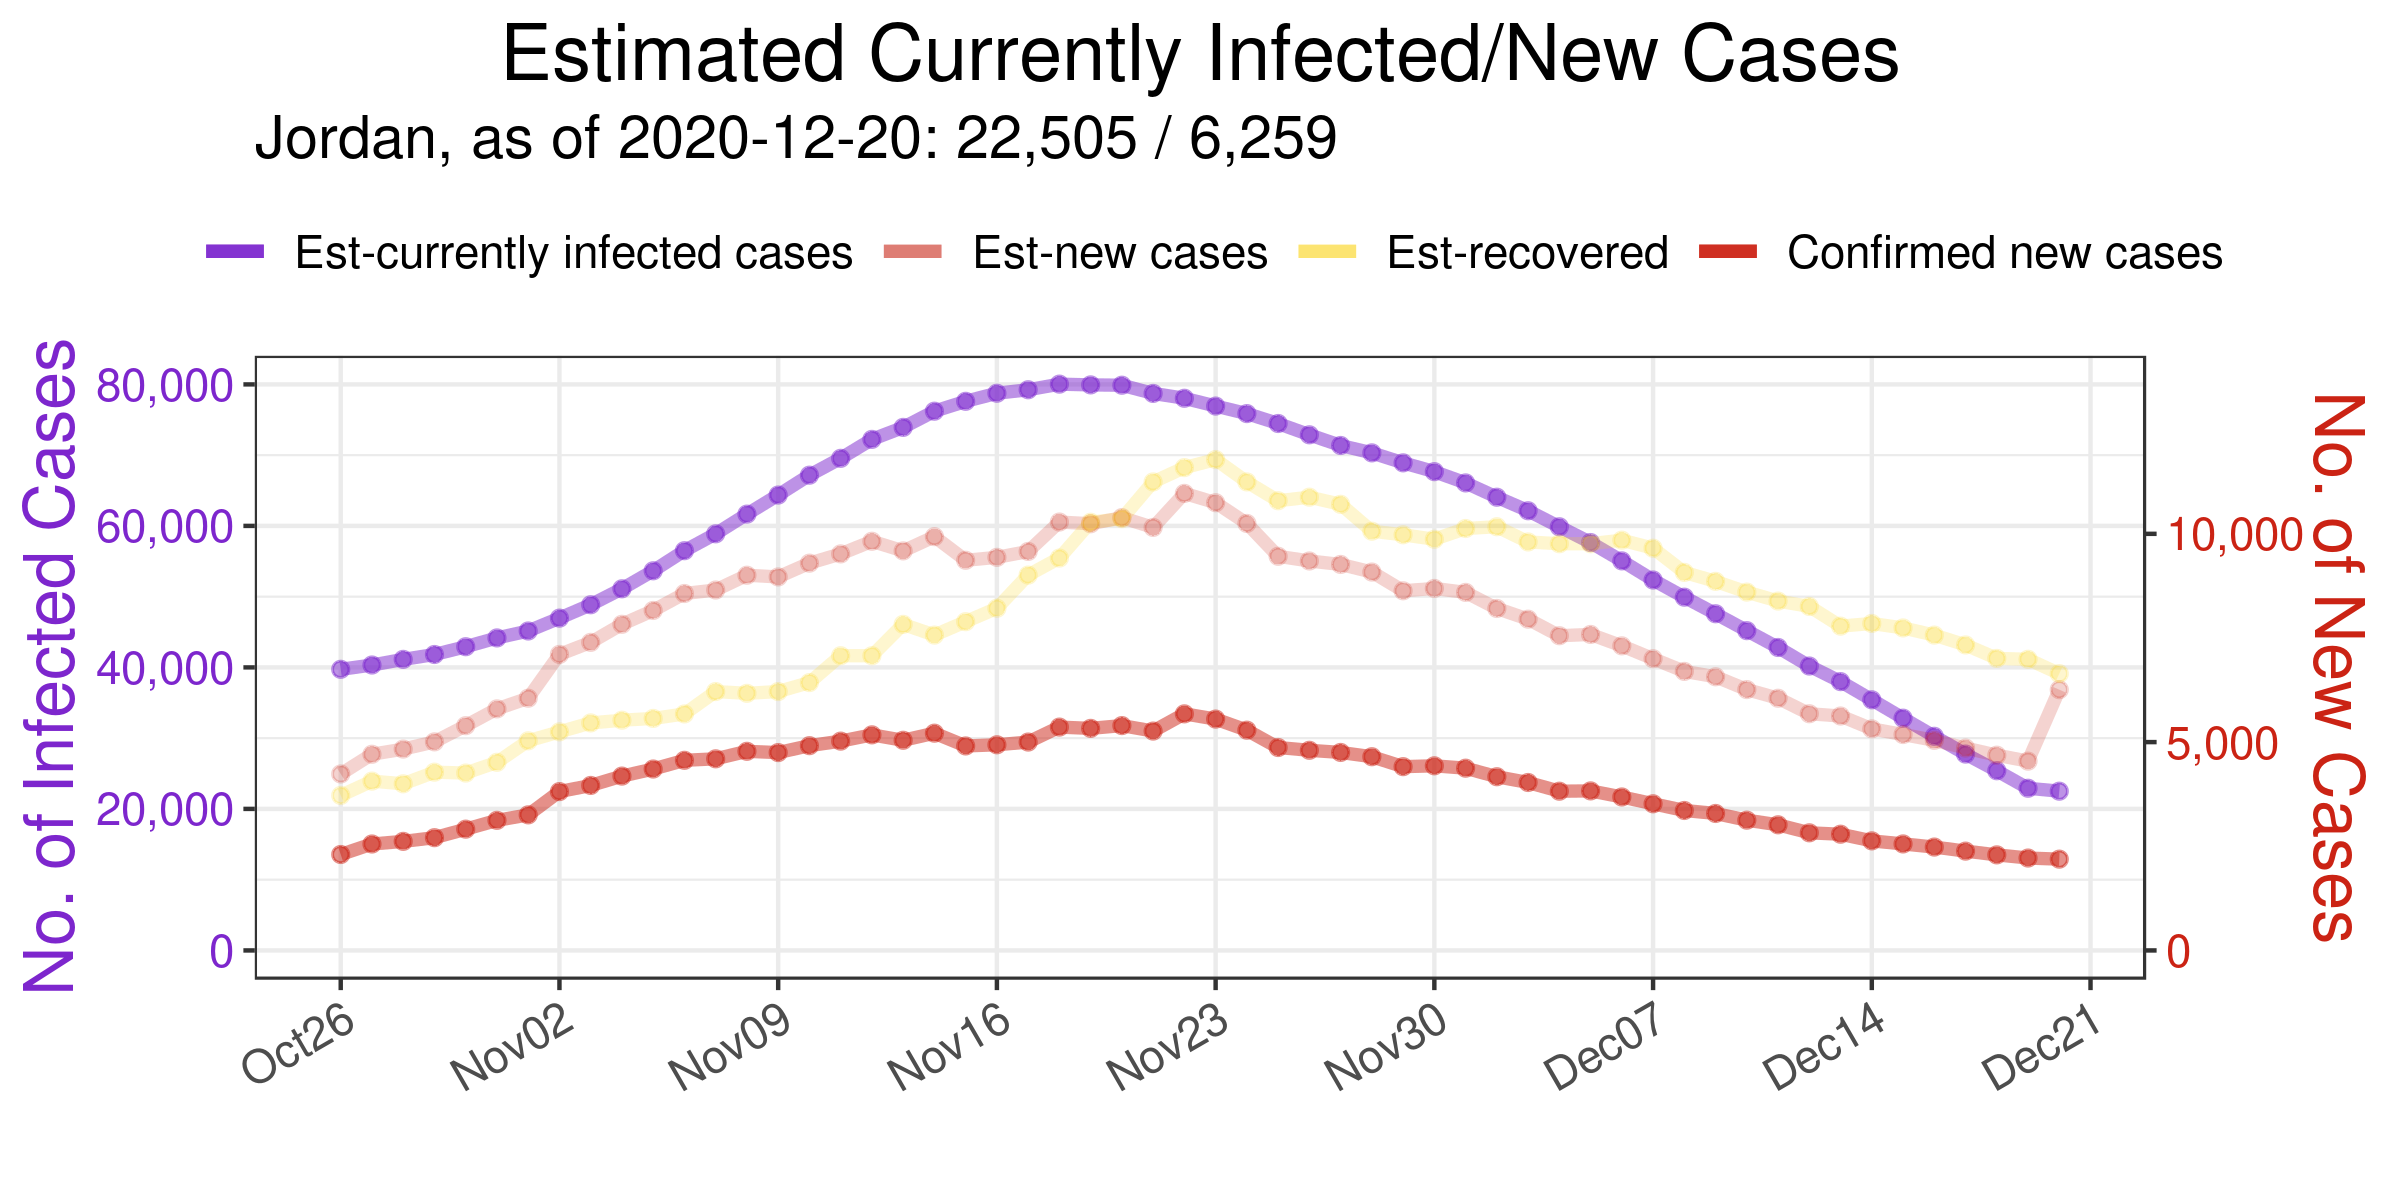 Estimated Currently Infected/New Cases
Jordan, as of 2020-12-20: 22,505 / 6,259
Est-currently infected cases Est-new cases Est-recovered Confirmed new cases
No. of Infected Cases
80,000
60,000
40,000
20,000
0
10,000
5,000
0
No. of New Cases
Oct26 Nov02 Nov09 Nov16 Nov23 Nov30 Dec07 Dec14 Dec21